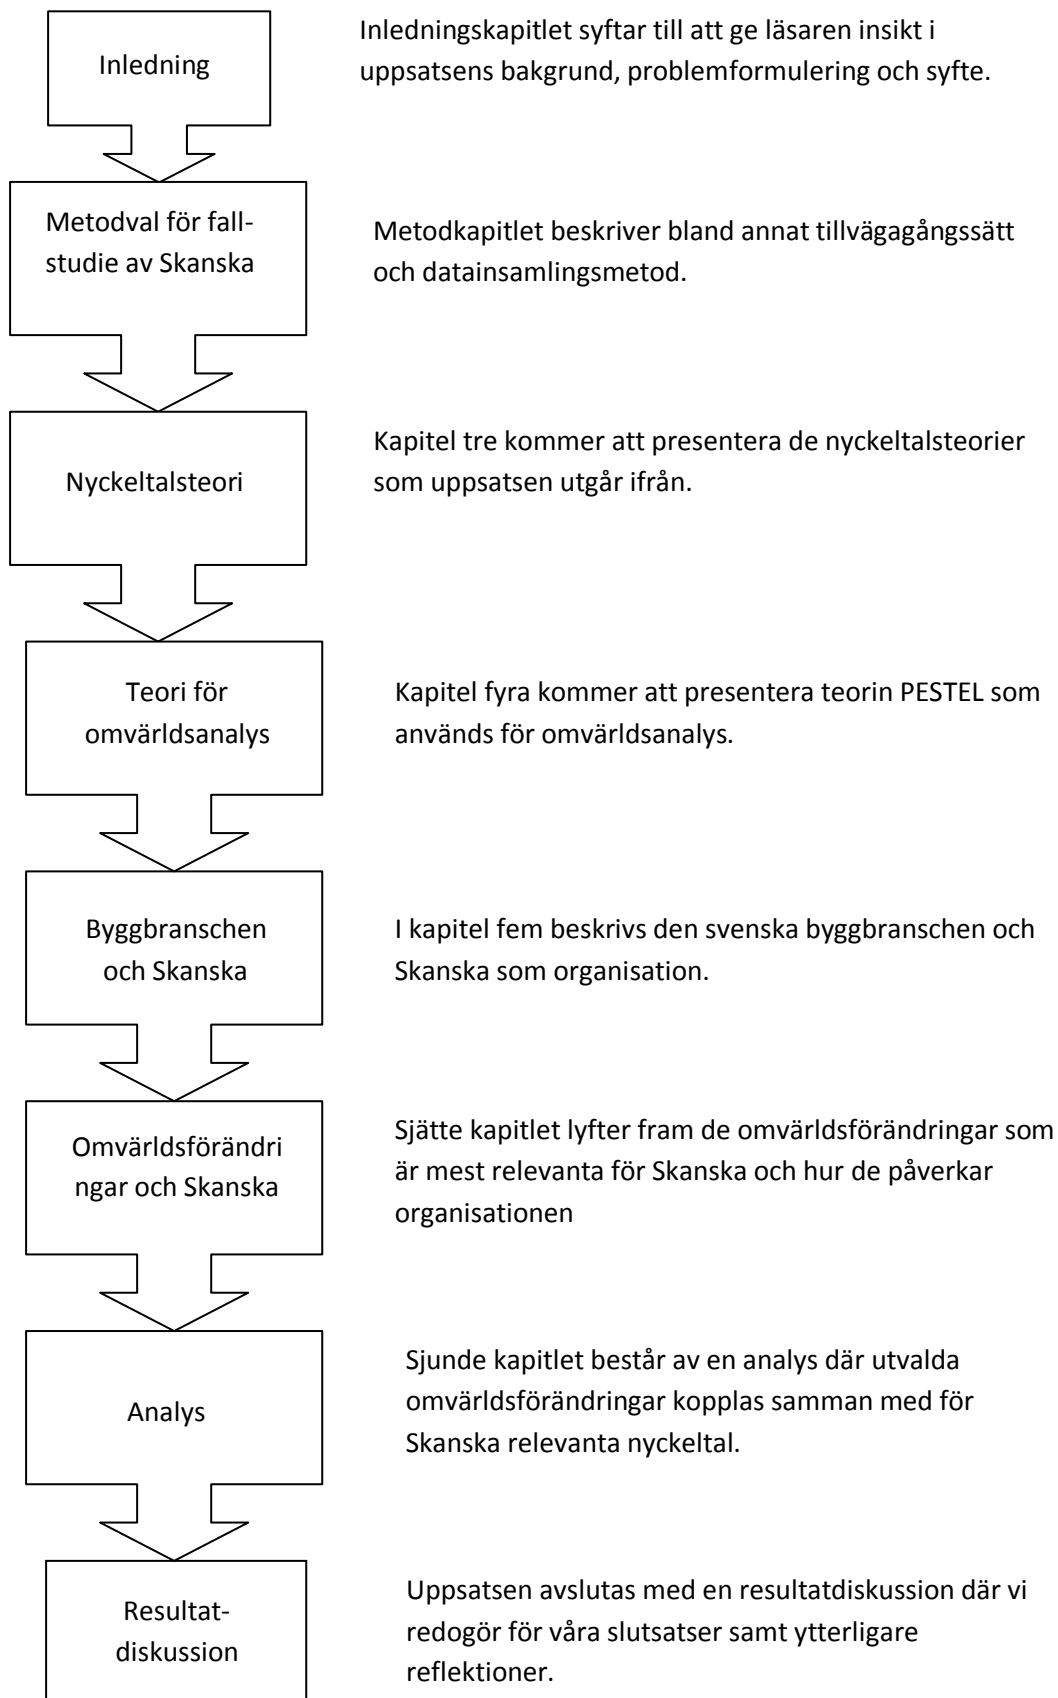 Inledning
Inledningskapitlet syftar till att ge läsaren insikt i
uppsatsens bakgrund, problemformulering och syfte.
Metodval för fall-
studie av Skanska
Metodkapitlet beskriver bland annat tillvägagångssätt
och datainsamlingsmetod.
Nyckeltalsteori
Kapitel tre kommer att presentera de nyckeltalsteorier
som uppsatsen utgår ifrån.
Teori för
omvärldsanalys
Kapitel fyra kommer att presentera teorin PESTEL som
används för omvärldsanalys.
Byggbranschen
och Skanska
I kapitel fem beskrivs den svenska byggbranschen och
Skanska som organisation.
Omvärldsförändri
ngar och Skanska
Sjätte kapitlet lyfter fram de omvärldsförändringar som
är mest relevanta för Skanska och hur de påverkar
organisationen
Analys
Sjunde kapitlet består av en analys där utvalda
omvärldsförändringar kopplas samman med för
Skanska relevanta nyckeltal.
Resultat-
diskussion
Uppsatsen avslutas med en resultatdiskussion där vi
redogör för våra slutsatser samt ytterligare
reflektioner.